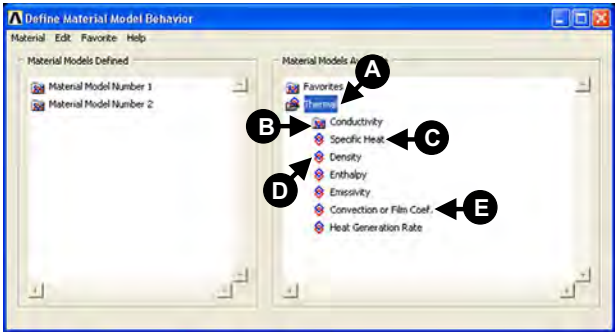 Define Material Model Behavior
Material Edit Favorite Help
Material Models Defined
Material Model Number 1
Material Model Number 2
Material Models A
Favorites
Thermal
Conductivity
Specific Heat
Density
Enthalpy
Emissivity
Convection or Film Coef.
Heat Generation Rate
A
B
C
D
E